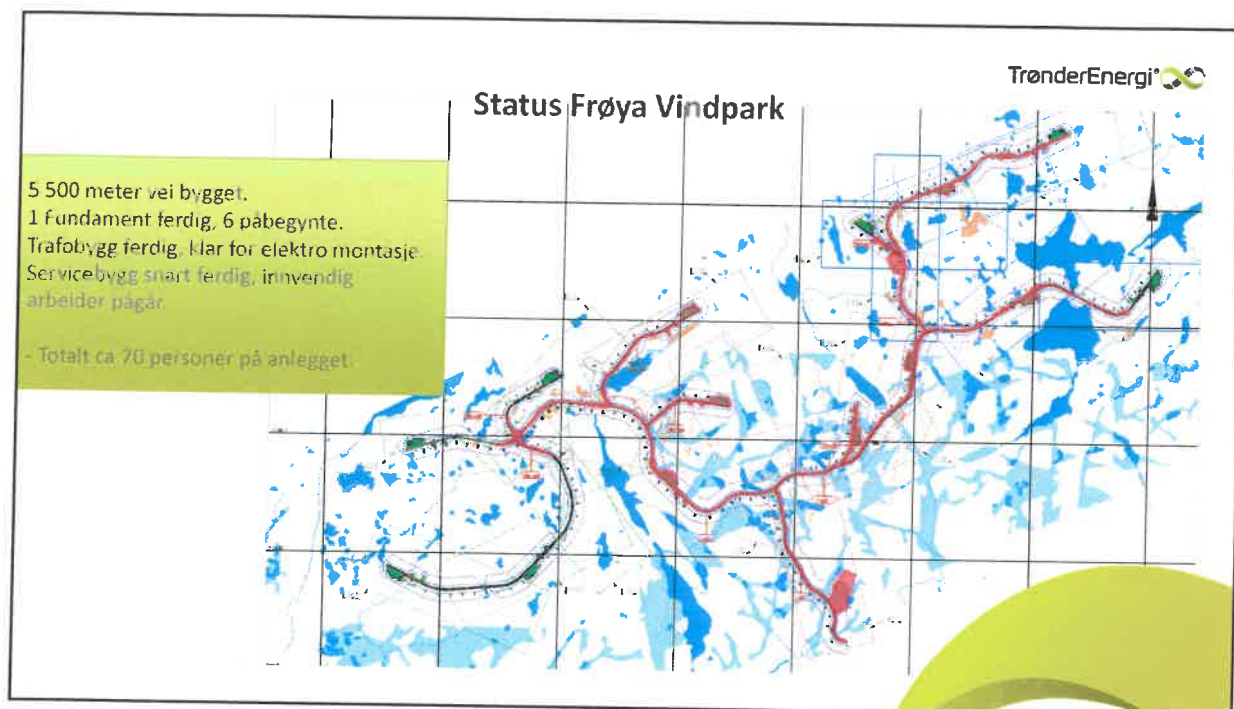 TrønderEnergi
Status Frøya Vindpark
5 500 meter vei bygget.
1 Fundament ferdig, 6 påbegynte.
Trafobygg ferdig, klar for elektro montasje.
Servicebygg snart ferdig, innvendig
arbeider pågår.
- Totalt ca 70 personer på anlegget.